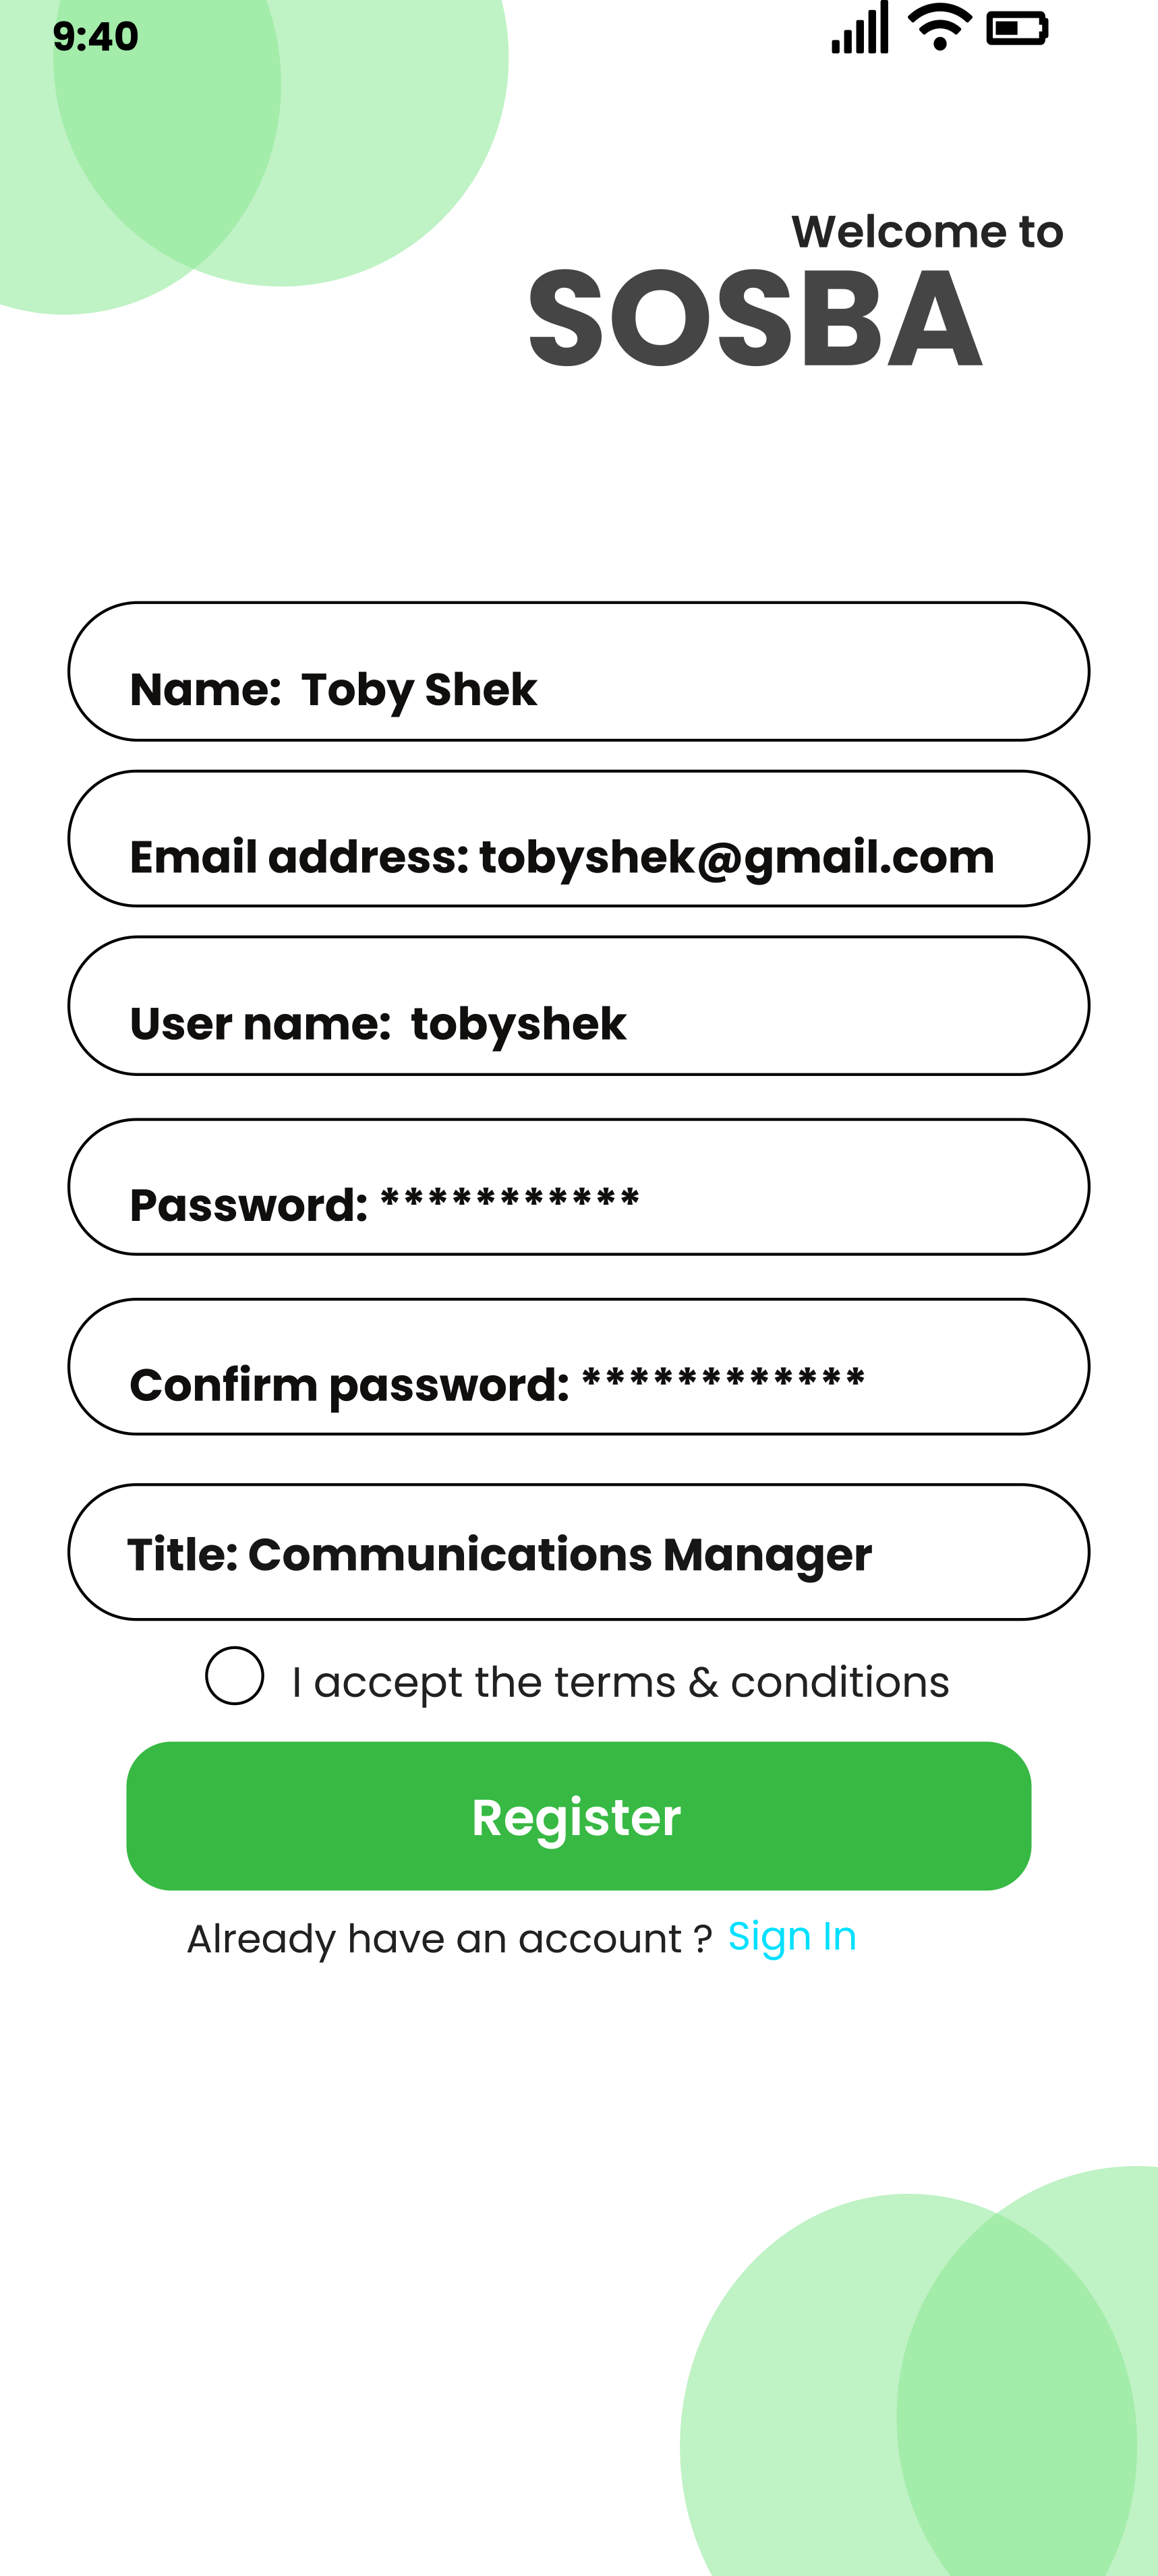 9:40
Welcome to
SOSBA
Name: Toby Shek
Email address: tobyshek@gmail.com
User name: tobyshek
Password: ***********
Confirm password: ************
Title: Communications Manager
I accept the terms & conditions
Register
Already have an account ? Sign In